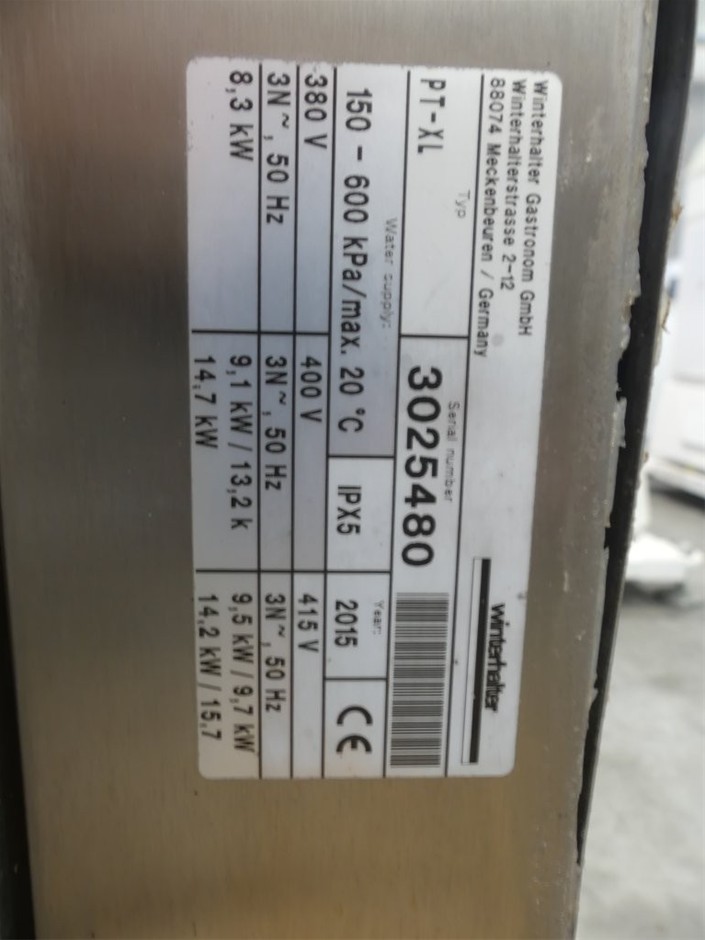 Winterhalter Gastronom GmbH
Winterhalterstrasse 2-12
88074 Meckenbeuren / Germany
winterhalter
Typ
PT-XL
Serial number
3025480
Water supply:
150 - 600 kPa/max. 20 °C
IPX5
Year:
2015
CE
380 V
400 V
415 V
3N~, 50 Hz
3N~, 50 Hz
3N~, 50 Hz
8,3 kW
9,1 kW / 13,2 k
14,7 kW
9,5 kW / 9,7 kW
14,2 kW / 15,7